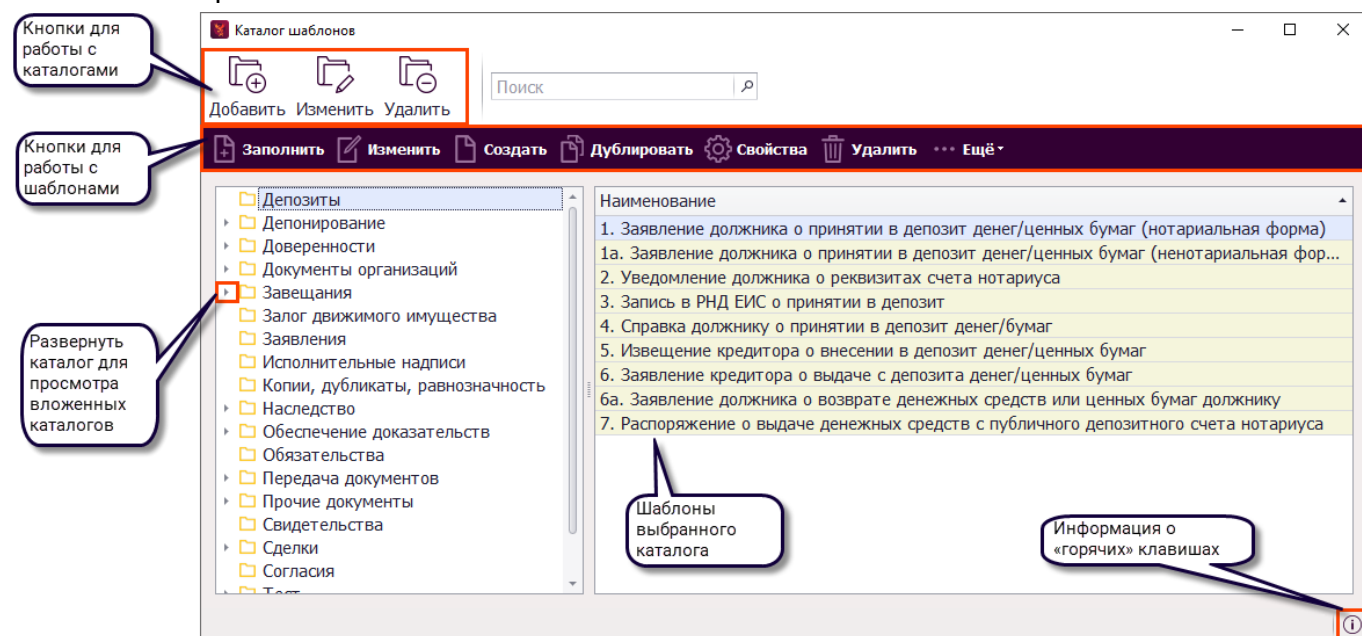 Кнопки для
работы с
каталогами
Каталог шаблонов
Добавить Изменить Удалить
Поиск
Кнопки для
работы с
шаблонами
Заполнить Изменить Создать Дублировать Свойства Удалить ··· Ещё
Депозиты
Депонирование
Доверенности
Документы организаций
Завещания
Залог движимого имущества
Заявления
Исполнительные надписи
Копии, дубликаты, равнозначность
Наследство
Обеспечение доказательств
Обязательства
Передача документов
Прочие документы
Свидетельства
Сделки
Согласия
Развернуть
каталог для
просмотра
вложенных
каталогов
Наименование
1. Заявление должника о принятии в депозит денег/ценных бумаг (нотариальная форма)
1а. Заявление должника о принятии в депозит денег/ценных бумаг (ненотариальная фор...
2. Уведомление должника о реквизитах счета нотариуса
3. Запись в РНД ЕИС о принятии в депозит
4. Справка должнику о принятии в депозит денег/бумаг
5. Извещение кредитора о внесении в депозит денег/ценных бумаг
6. Заявление кредитора о выдаче с депозита денег/ценных бумаг
6а. Заявление должника о возврате денежных средств или ценных бумаг должнику
7. Распоряжение о выдаче денежных средств с публичного депозитного счета нотариуса
Шаблоны
выбранного
каталога
Информация о
«горячих» клавишах